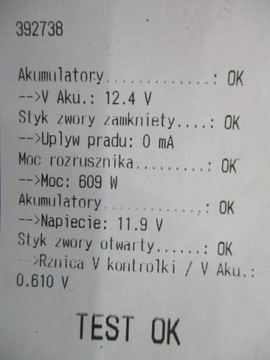 392738
Akumulatory............: OK
-->V Aku.: 12.4 V
Styk zwory zamkniety....: OK
-->Uplyw pradu: 0 mA
Moc rozrusznika.........: OK
-->Moc: 609 W
Akumulatory............: OK
-->Napiecie: 11.9 V
Styk zwory otwarty......: OK
-->Rznica V kontrolki / V Aku.:
0.610 V
TEST OK